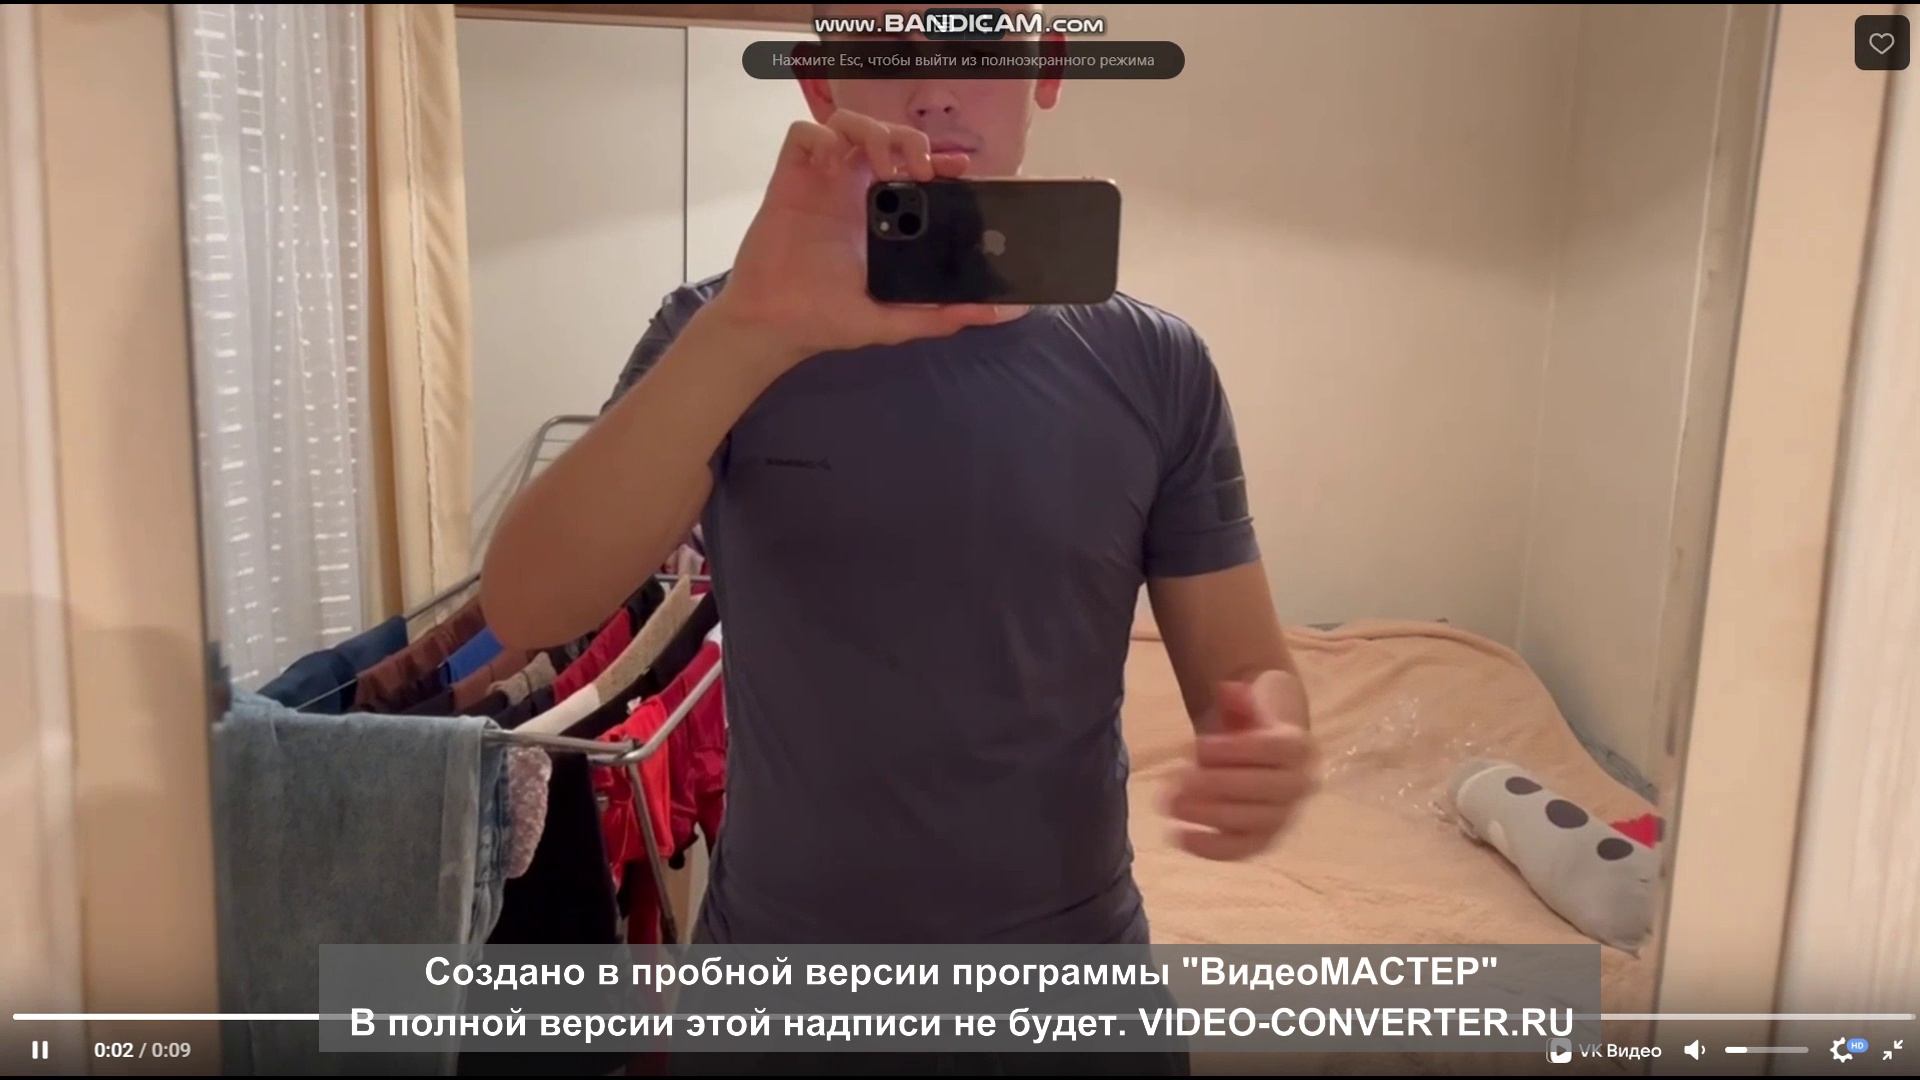 www.BANDICAM.com
Нажмите Esc, чтобы выйти из полноэкранного режима
Создано в пробной версии программы "ВидеоМАСТЕР"
В полной версии этой надписи не будет. VIDEO-CONVERTER.RU
0:02 / 0:09
VK Видео
HD